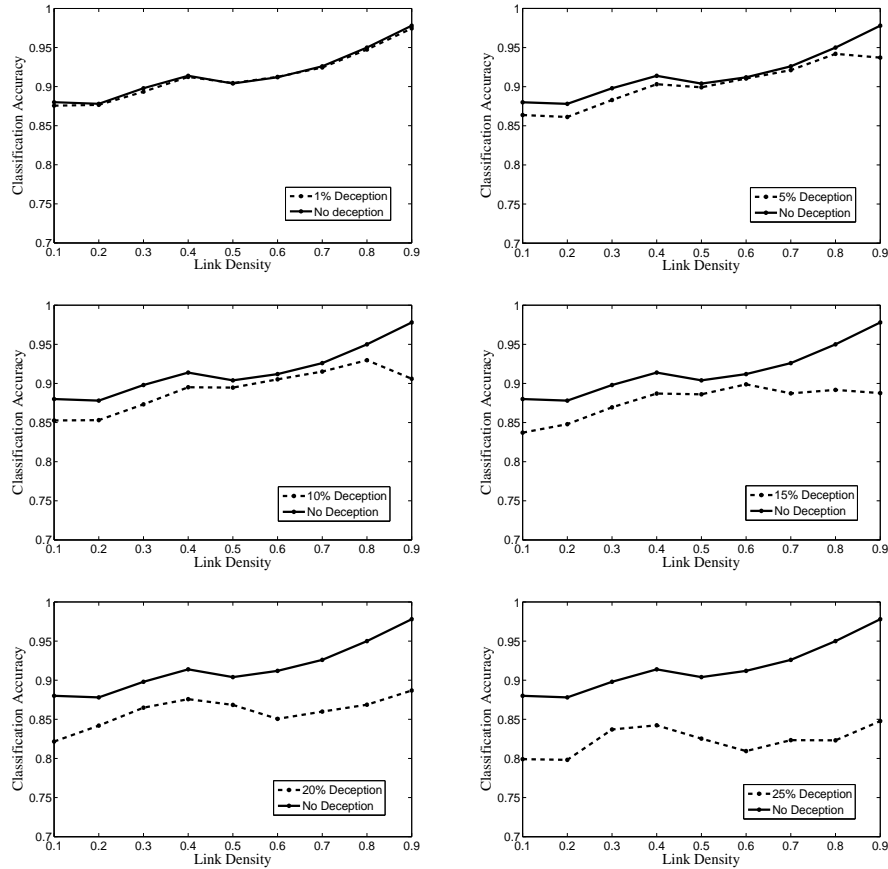 1
0.95
0.9
0.85
0.8
0.75
0.7
Classification Accuracy
1% Deception
No deception
0.1 0.2 0.3 0.4 0.5 0.6 0.7 0.8 0.9
Link Density
1
0.95
0.9
0.85
0.8
0.75
0.7
Classification Accuracy
5% Deception
No Deception
0.1 0.2 0.3 0.4 0.5 0.6 0.7 0.8 0.9
Link Density
1
0.95
0.9
0.85
0.8
0.75
0.7
Classification Accuracy
10% Deception
No Deception
0.1 0.2 0.3 0.4 0.5 0.6 0.7 0.8 0.9
Link Density
1
0.95
0.9
0.85
0.8
0.75
0.7
Classification Accuracy
15% Deception
No Deception
0.1 0.2 0.3 0.4 0.5 0.6 0.7 0.8 0.9
Link Density
1
0.95
0.9
0.85
0.8
0.75
0.7
Classification Accuracy
20% Deception
No Deception
0.1 0.2 0.3 0.4 0.5 0.6 0.7 0.8 0.9
Link Density
1
0.95
0.9
0.85
0.8
0.75
0.7
Classification Accuracy
25% Deception
No Deception
0.1 0.2 0.3 0.4 0.5 0.6 0.7 0.8 0.9
Link Density